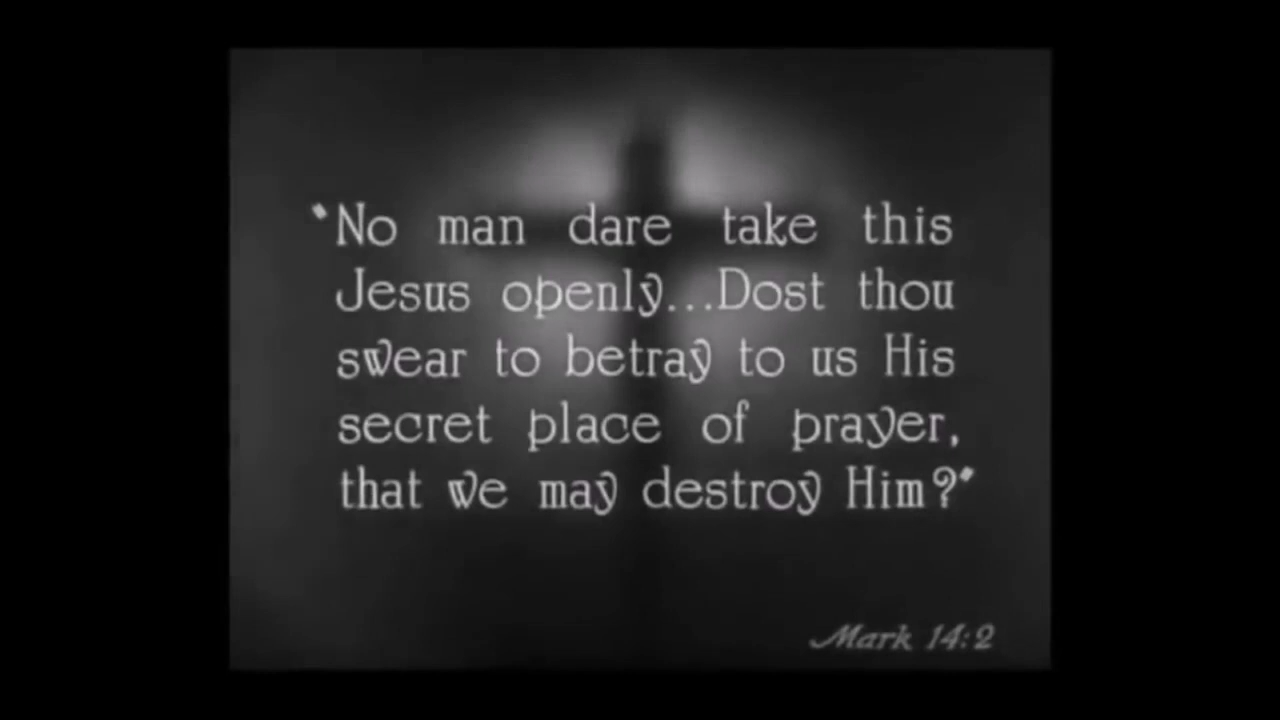 "No man dare take this
Jesus openly...Dost thou
swear to betray to us His
secret place of prayer,
that we may destroy Him?"
Mark 14:2